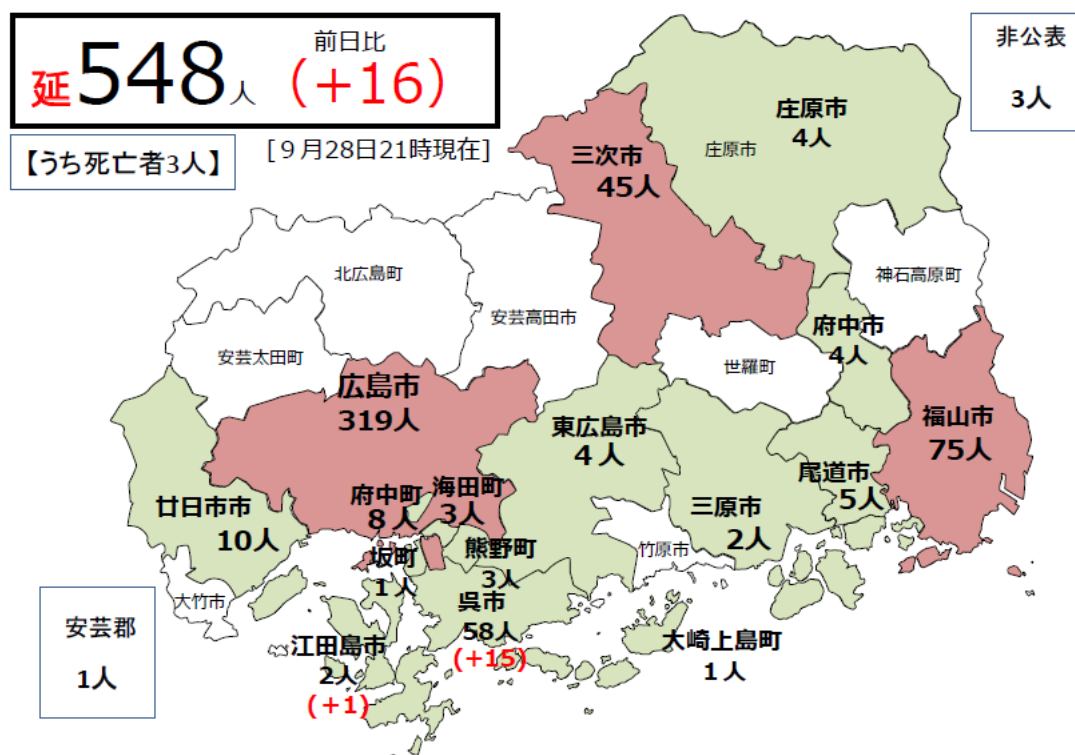 前日比
延548人 （+16）
【うち死亡者3人】
[９月28日21時現在]
非公表
3人
庄原市
4人
庄原市
三次市
45人
北広島町
神石高原町
安芸高田市
府中市
4人
安芸太田町
世羅町
広島市
319人
福山市
75人
東広島市
４人
尾道市
5人
海田町
3人
府中町
8人
廿日市市
10人
三原市
2人
熊野町
3人
竹原市
坂町
1人
大竹市
呉市
58人
(+15)
安芸郡
1人
江田島市
2人
(+1)
大崎上島町
1人